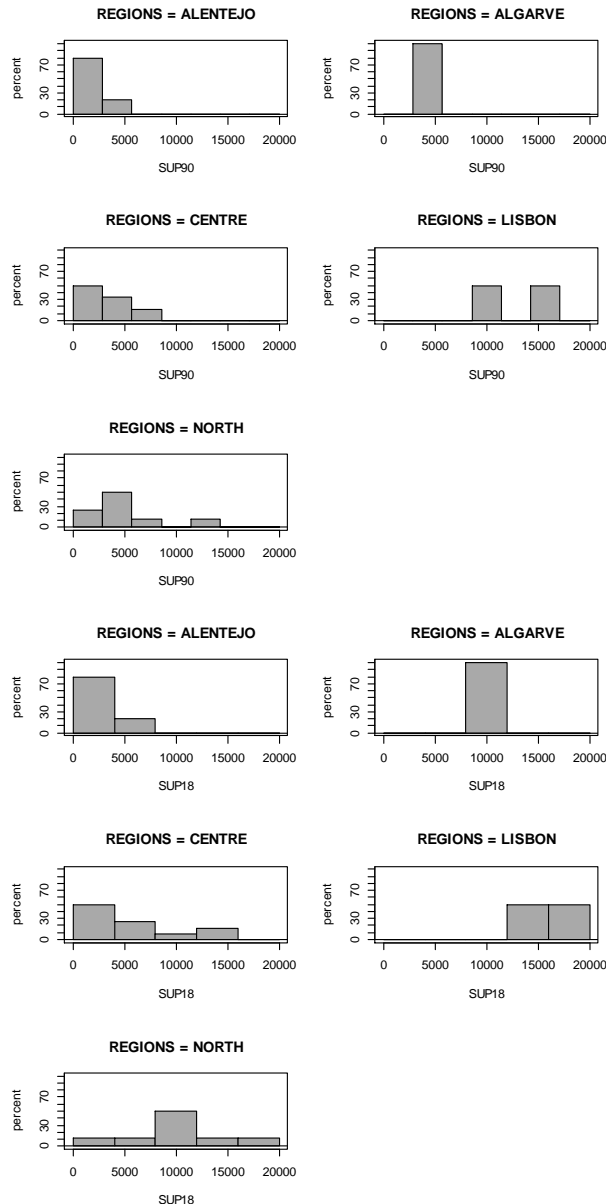 REGIONS = ALENTEJO
percent
0 30 70
0 5000 10000 15000 20000
SUP90
REGIONS = ALGARVE
percent
0 30 70
0 5000 10000 15000 20000
SUP90
REGIONS = CENTRE
percent
0 30 70
0 5000 10000 15000 20000
SUP90
REGIONS = LISBON
percent
0 30 70
0 5000 10000 15000 20000
SUP90
REGIONS = NORTH
percent
0 30 70
0 5000 10000 15000 20000
SUP90
REGIONS = ALENTEJO
percent
0 30 70
0 5000 10000 15000 20000
SUP18
REGIONS = ALGARVE
percent
0 30 70
0 5000 10000 15000 20000
SUP18
REGIONS = CENTRE
percent
0 30 70
0 5000 10000 15000 20000
SUP18
REGIONS = LISBON
percent
0 30 70
0 5000 10000 15000 20000
SUP18
REGIONS = NORTH
percent
0 30 70
0 5000 10000 15000 20000
SUP18